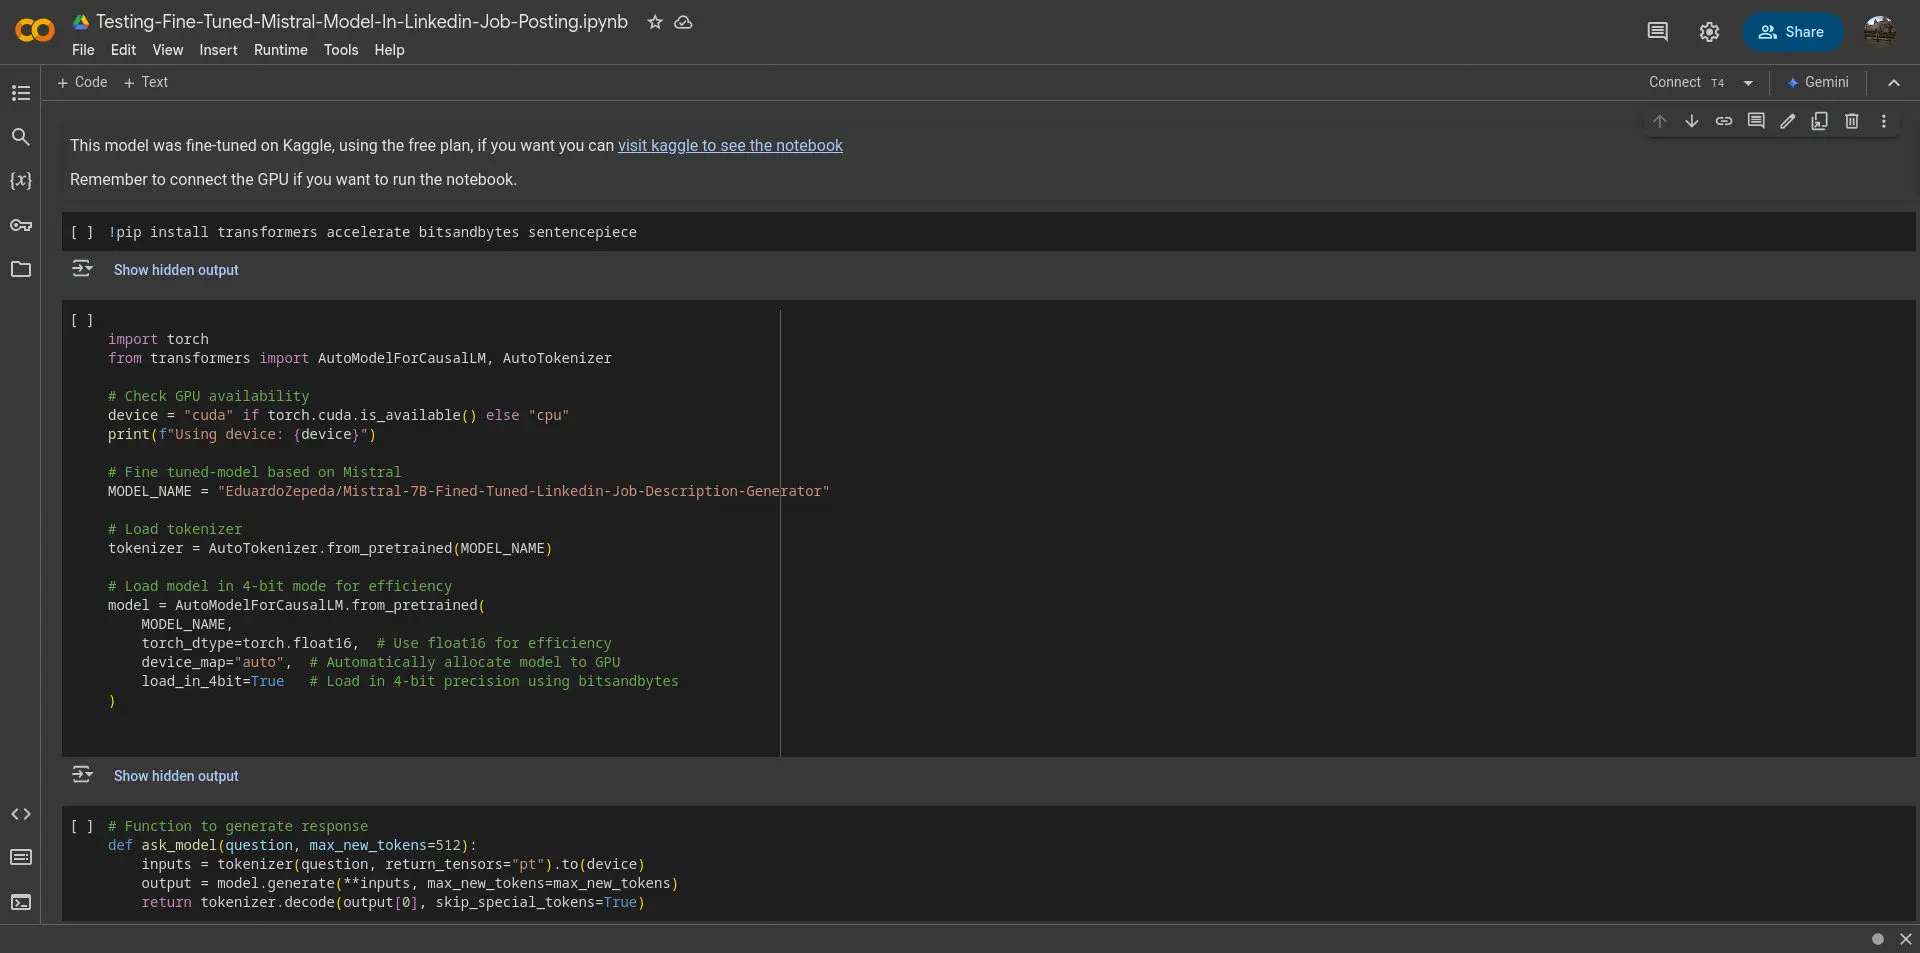 Testing-Fine-Tuned-Mistral-Model-In-Linkedin-Job-Posting.ipynb
File Edit View Insert Runtime Tools Help
Share
+ Code + Text
Connect T4
Gemini
This model was fine-tuned on Kaggle, using the free plan, if you want you can visit kaggle to see the notebook
Remember to connect the GPU if you want to run the notebook.
[ ] !pip install transformers accelerate bitsandbytes sentencepiece
Show hidden output
[ ]
import torch
from transformers import AutoModelForCausalLM, AutoTokenizer
# Check GPU availability
device = "cuda" if torch.cuda.is_available() else "cpu"
print(f"Using device: {device}")
# Fine tuned-model based on Mistral
MODEL_NAME = "EduardoZepeda/Mistral-7B-Fined-Tuned-Linkedin-Job-Description-Generator"
# Load tokenizer
tokenizer = AutoTokenizer.from_pretrained(MODEL_NAME)
# Load model in 4-bit mode for efficiency
model = AutoModelForCausalLM.from_pretrained(
    MODEL_NAME,
    torch_dtype=torch.float16,  # Use float16 for efficiency
    device_map="auto",  # Automatically allocate model to GPU
    load_in_4bit=True   # Load in 4-bit precision using bitsandbytes
)
Show hidden output
[ ] # Function to generate response
def ask_model(question, max_new_tokens=512):
    inputs = tokenizer(question, return_tensors="pt").to(device)
    output = model.generate(**inputs, max_new_tokens=max_new_tokens)
    return tokenizer.decode(output[0], skip_special_tokens=True)